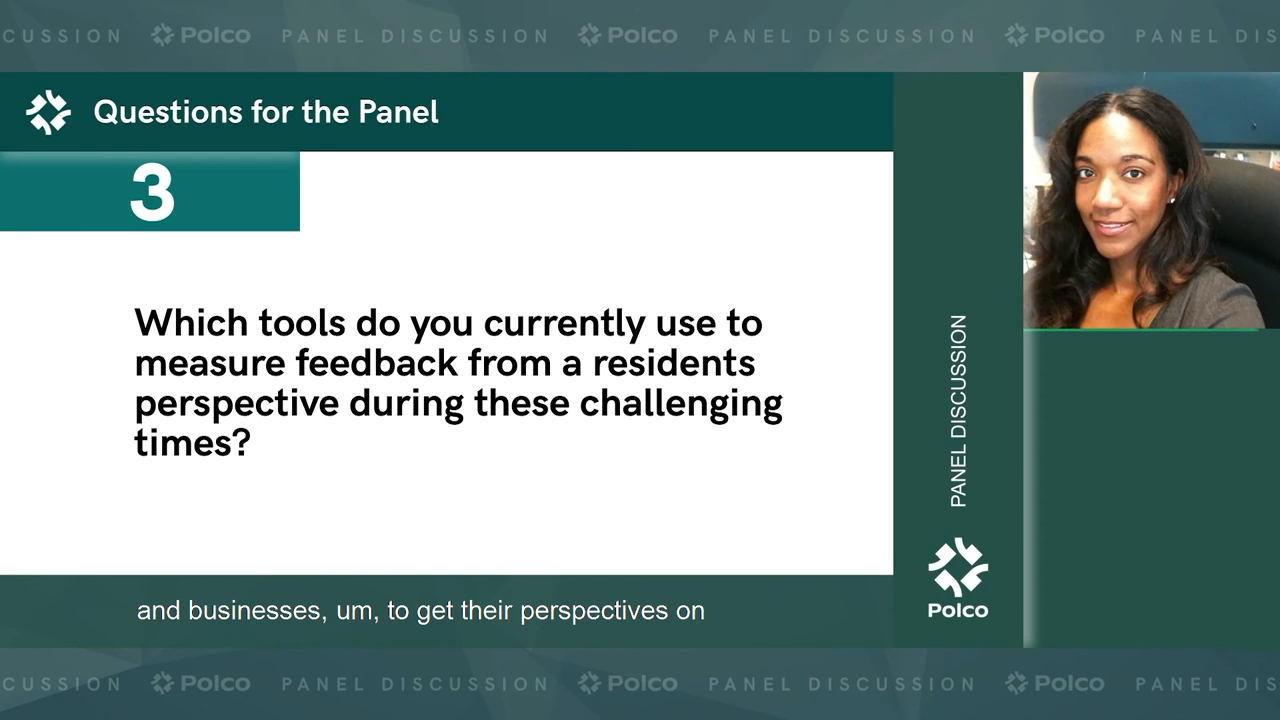 CUSSION Polco PANEL DISCUSSION Polco PANEL DISCUSSION Polco PANEL DIS
Questions for the Panel
3
Which tools do you currently use to
measure feedback from a residents
perspective during these challenging
times?
and businesses, um, to get their perspectives on
PANEL DISCUSSION
Polco
CUSSION Polco PANEL DISCUSSION Polco PANEL DISCUSSION Polco PANEL DIS